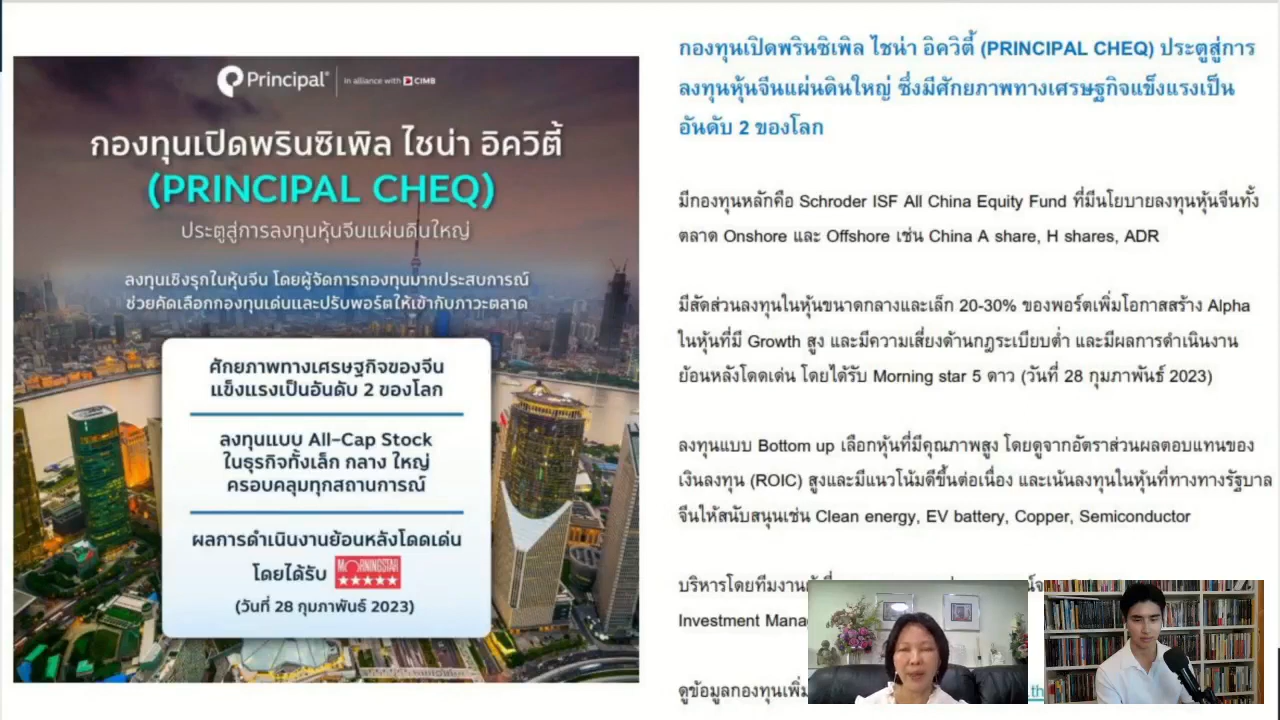 Principal® in alliance with CIMB
กองทุนเปิดพรินซิเพิล ไชน่า อิควิตี้
(PRINCIPAL CHEQ)
ประตูสู่การลงทุนหุ้นจีนแผ่นดินใหญ่
ลงทุนเชิงรุกในหุ้นจีน โดยผู้จัดการกองทุนมากประสบการณ์
ช่วยคัดเลือกกองทุนเด่นและปรับพอร์ตให้เข้ากับภาวะตลาด
ศักยภาพทางเศรษฐกิจของจีน
แข็งแรงเป็นอันดับ 2 ของโลก
ลงทุนแบบ All-Cap Stock
ในธุรกิจทั้งเล็ก กลาง ใหญ่
ครอบคลุมทุกสถานการณ์
ผลการดำเนินงานย้อนหลังโดดเด่น
โดยได้รับ MORNINGSTAR ★★★★★
(วันที่ 28 กุมภาพันธ์ 2023)
กองทุนเปิดพรินซิเพิล ไชน่า อิควิตี้ (PRINCIPAL CHEQ) ประตูสู่การ
ลงทุนหุ้นจีนแผ่นดินใหญ่ ซึ่งมีศักยภาพทางเศรษฐกิจแข็งแรงเป็น
อันดับ 2 ของโลก
มีกองทุนหลักคือ Schroder ISF All China Equity Fund ที่มีนโยบายลงทุนหุ้นจีนทั้ง
ตลาด Onshore และ Offshore เช่น China A share, H shares, ADR
มีสัดส่วนลงทุนในหุ้นขนาดกลางและเล็ก 20-30% ของพอร์ตเพิ่มโอกาสสร้าง Alpha
ในหุ้นที่มี Growth สูง และมีความเสี่ยงด้านกฎระเบียบต่ำ และมีผลการดำเนินงาน
ย้อนหลังโดดเด่น โดยได้รับ Morning star 5 ดาว (วันที่ 28 กุมภาพันธ์ 2023)
ลงทุนแบบ Bottom up เลือกหุ้นที่มีคุณภาพสูง โดยดูจากอัตราส่วนผลตอบแทนของ
เงินลงทุน (ROIC) สูงและมีแนวโน้มดีขึ้นต่อเนื่อง และเน้นลงทุนในหุ้นที่ทางทางรัฐบาล
จีนให้สนับสนุนเช่น Clean energy, EV battery, Copper, Semiconductor
บริหารโดยทีมงาน
Investment
ดูข้อมูลกองทุน